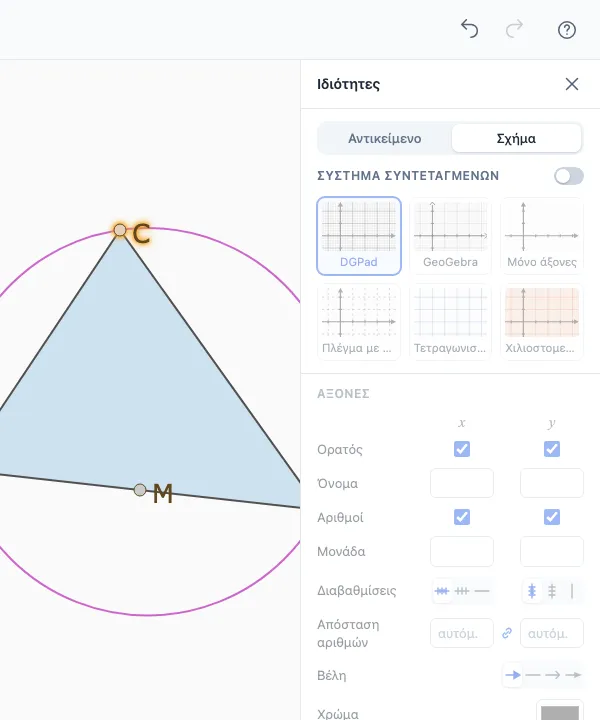 Ιδιότητες
Αντικείμενο
Σχήμα
ΣΥΣΤΗΜΑ ΣΥΝΤΕΤΑΓΜΕΝΩΝ
DGPad
GeoGebra
Μόνο άξονες
Πλέγμα με ...
Τετραγωνισ...
Χιλιοστομε...
ΑΞΟΝΕΣ
x y
Ορατός
Όνομα
Αριθμοί
Μονάδα
Διαβαθμίσεις
Απόσταση
αριθμών
αυτόμ. αυτόμ.
Βέλη
Χρώμα
C
M